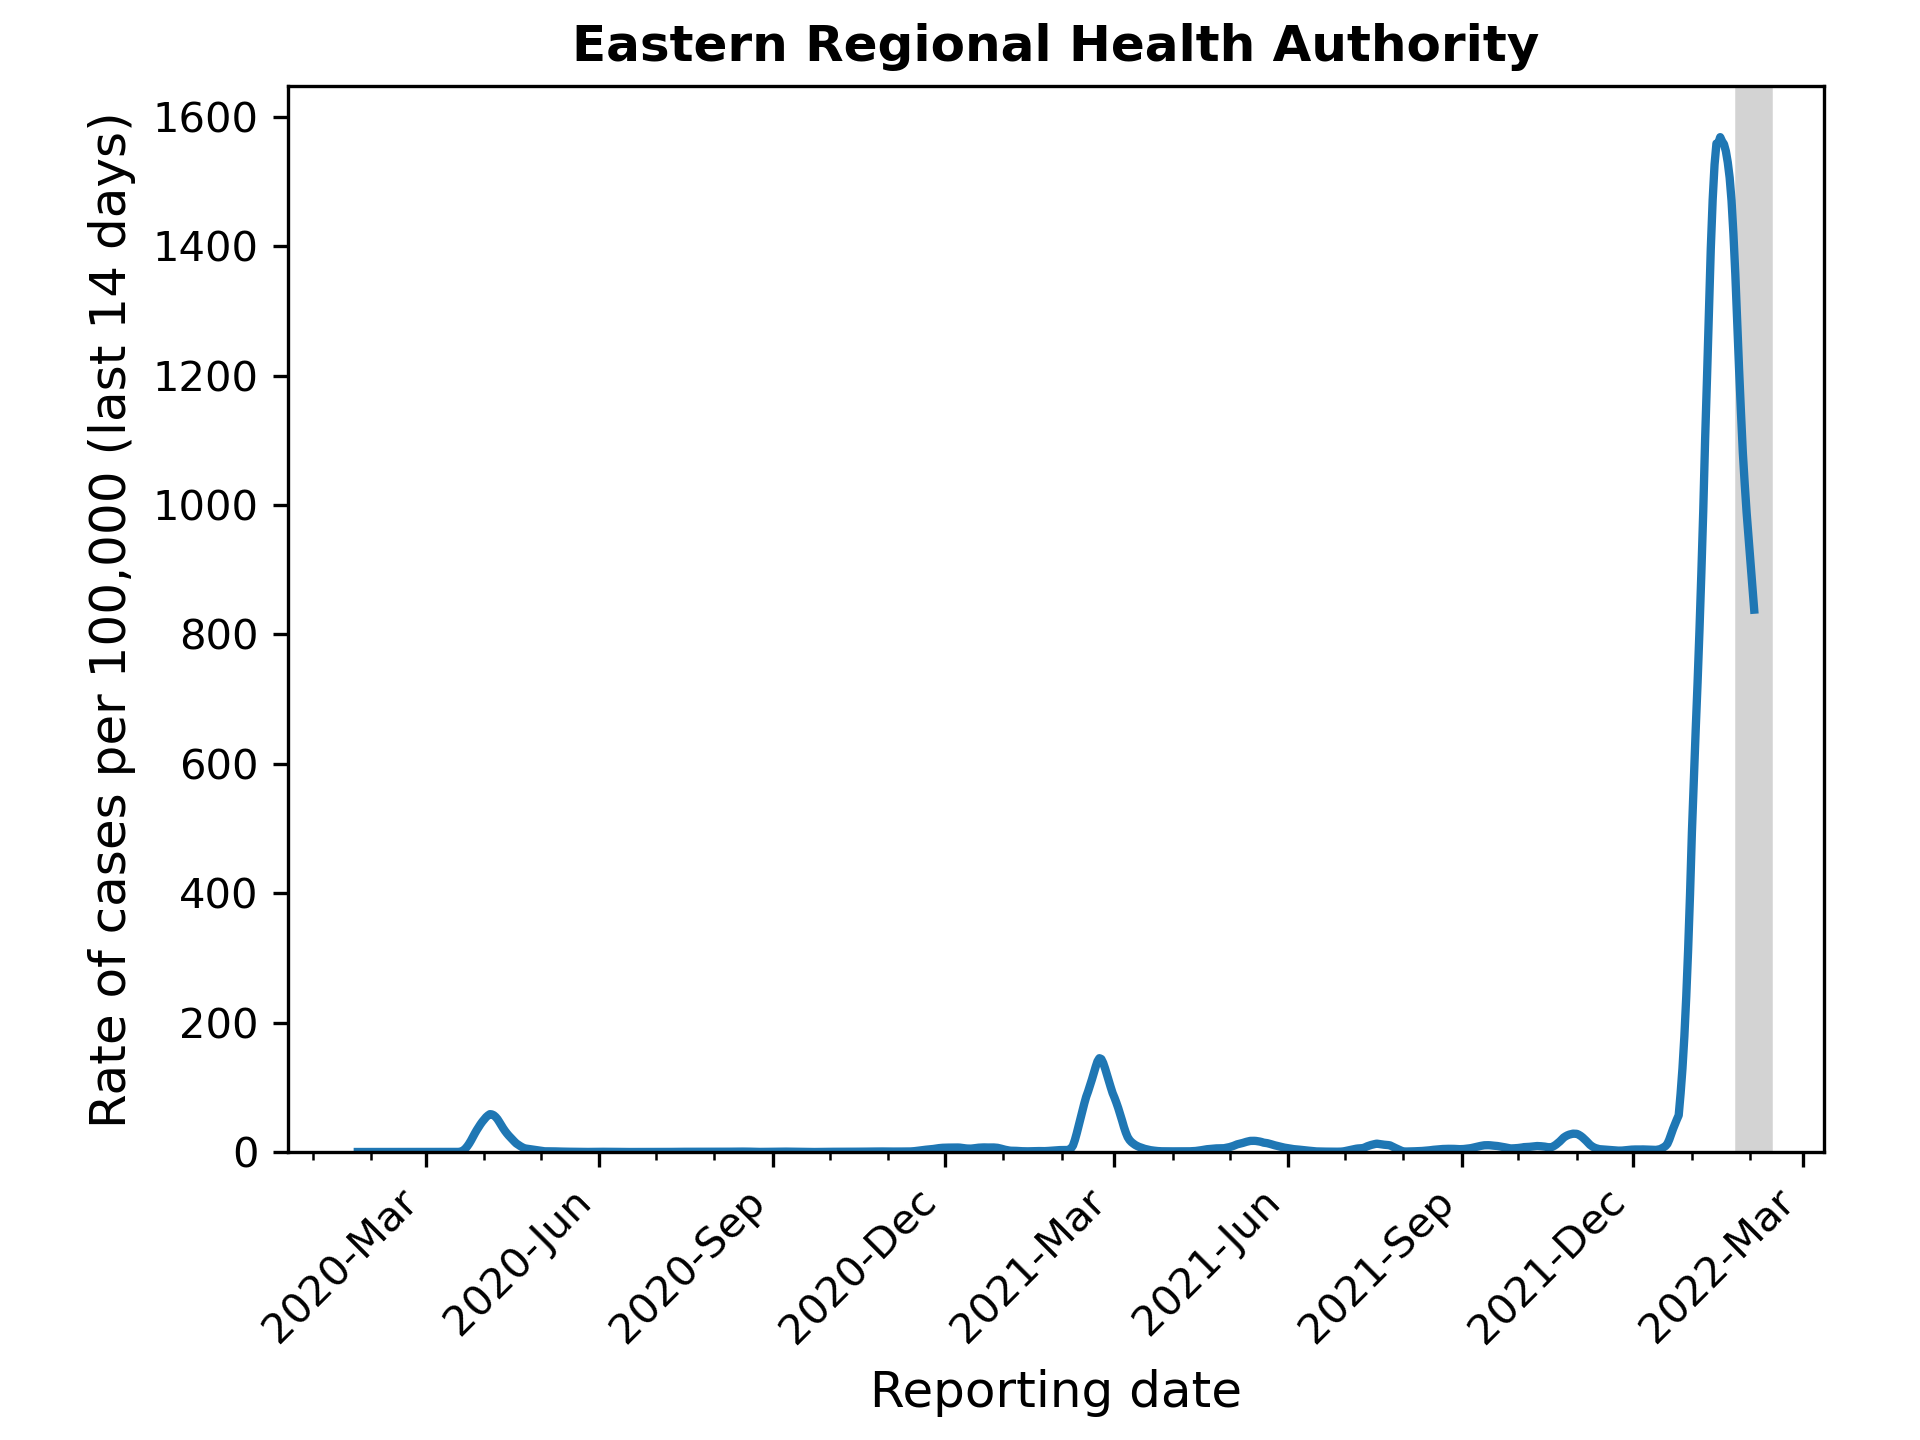 Eastern Regional Health Authority
Rate of cases per 100,000 (last 14 days)
1600
1400
1200
1000
800
600
400
200
0
2020-Mar
2020-Jun
2020-Sep
2020-Dec
2021-Mar
2021-Jun
2021-Sep
2021-Dec
2022-Mar
Reporting date